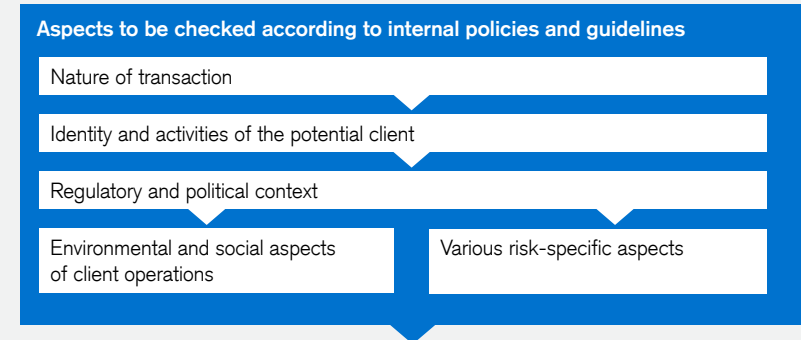 Aspects to be checked according to internal policies and guidelines
Nature of transaction
Identity and activities of the potential client
Regulatory and political context
Environmental and social aspects
of client operations
Various risk-specific aspects